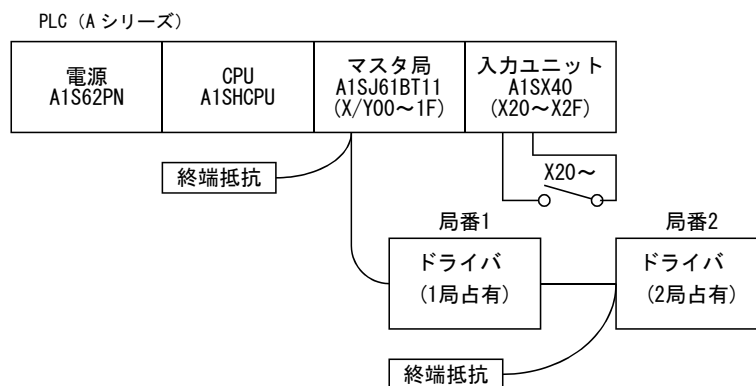 PLC（Aシリーズ）
電源
A1S62PN
CPU
A1SHCPU
マスタ局
A1SJ61BT11
(X/Y00～1F)
入力ユニット
A1SX40
(X20～X2F)
終端抵抗
X20～
局番1
ドライバ
(1局占有)
局番2
ドライバ
(2局占有)
終端抵抗